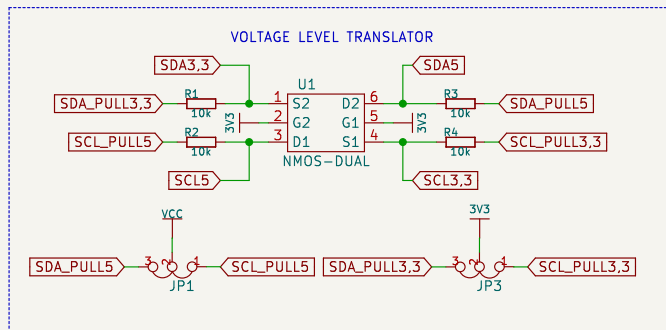 VOLTAGE LEVEL TRANSLATOR
SDA3,3
SDA5
U1
SDA_PULL3,3
R1
10k
1
S2
D2
6
R3
10k
SDA_PULL5
3V3
2
G2
G1
5
3V3
SCL_PULL5
R2
10k
3
D1
S1
4
R4
10k
SCL_PULL3,3
NMOS-DUAL
SCL5
SCL3,3
VCC
3V3
SDA_PULL5
3
2
1
SCL_PULL5
JP1
SDA_PULL3,3
3
2
1
SCL_PULL3,3
JP3